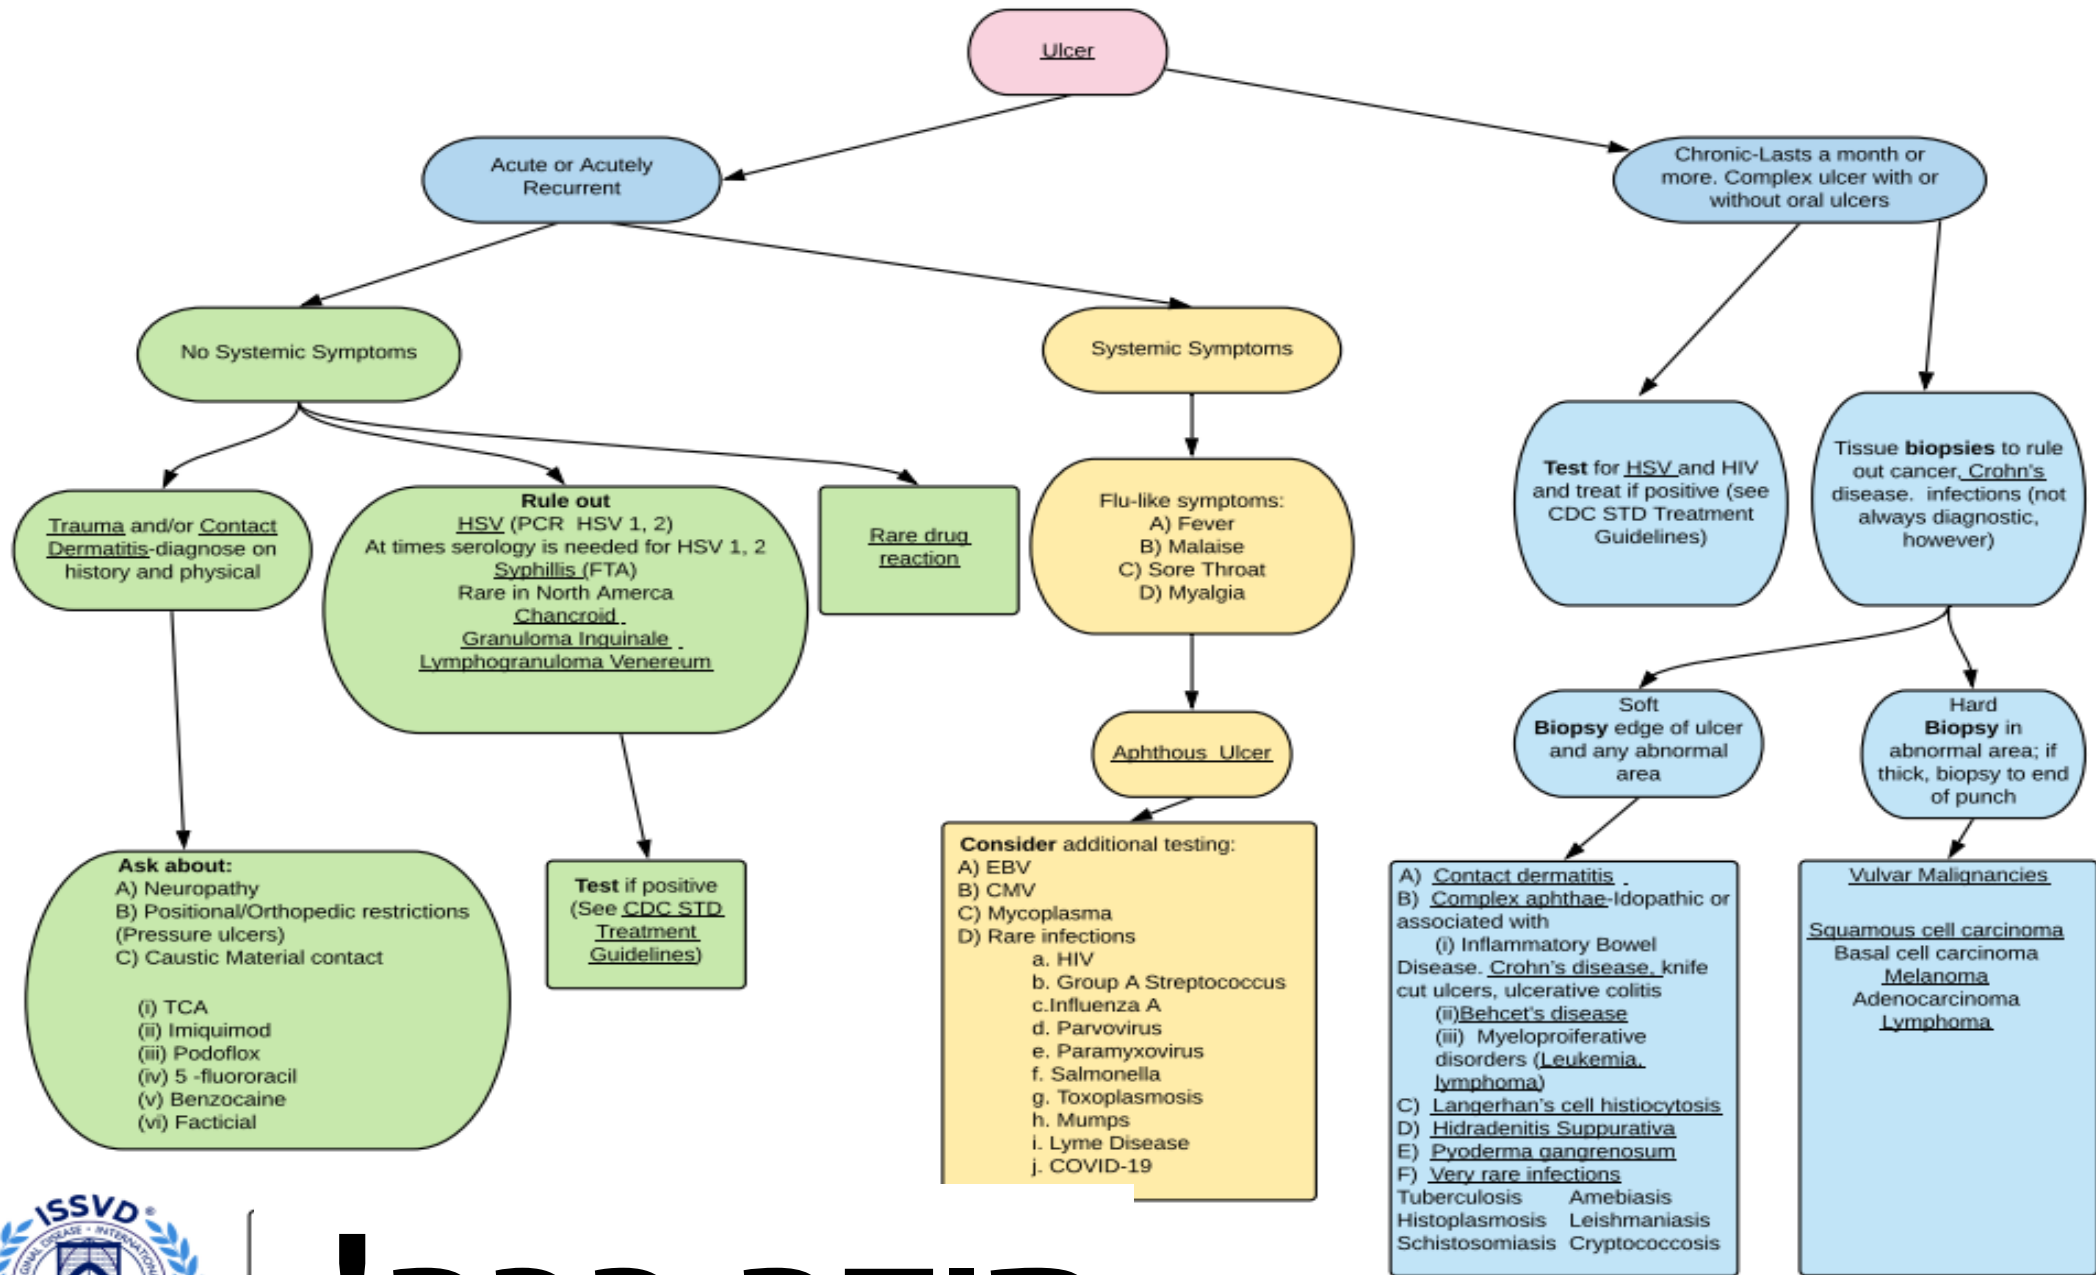 Ulcer
Acute or Acutely
Recurrent
Chronic-Lasts a month or
more. Complex ulcer with or
without oral ulcers
No Systemic Symptoms
Systemic Symptoms
Trauma and/or Contact
Dermatitis-diagnose on
history and physical
Rule out
HSV (PCR HSV 1, 2)
At times serology is needed for HSV 1, 2
Syphillis (FTA)
Rare in North Amerca
Chancroid
Granuloma Inguinale
Lymphogranuloma Venereum
Rare drug
reaction
Flu-like symptoms:
A) Fever
B) Malaise
C) Sore Throat
D) Myalgia
Test for HSV and HIV
and treat if positive (see
CDC STD Treatment
Guidelines)
Tissue biopsies to rule
out cancer, Crohn's
disease. infections (not
always diagnostic,
however)
Aphthous Ulcer
Soft
Biopsy edge of ulcer
and any abnormal
area
Hard
Biopsy in
abnormal area; if
thick, biopsy to end
of punch
Ask about:
A) Neuropathy
B) Positional/Orthopedic restrictions
(Pressure ulcers)
C) Caustic Material contact
(i) TCA
(ii) Imiquimod
(iii) Podoflox
(iv) 5 -fluororacil
(v) Benzocaine
(vi) Facticial
Test if positive
(See CDC STD
Treatment
Guidelines)
Consider additional testing:
A) EBV
B) CMV
C) Mycoplasma
D) Rare infections
a. HIV
b. Group A Streptococcus
c.Influenza A
d. Parvovirus
e. Paramyxovirus
f. Salmonella
g. Toxoplasmosis
h. Mumps
i. Lyme Disease
j. COVID-19
A) Contact dermatitis
B) Complex aphthae-Idopathic or
associated with
(i) Inflammatory Bowel
Disease. Crohn's disease, knife
cut ulcers, ulcerative colitis
(ii)Behcet's disease
(iii) Myeloproiferative
disorders (Leukemia,
lymphoma)
C) Langerhan's cell histiocytosis
D) Hidradenitis Suppurativa
E) Pyoderma gangrenosum
F) Very rare infections
Tuberculosis Amebiasis
Histoplasmosis Leishmaniasis
Schistosomiasis Cryptococcosis
Vulvar Malignancies
Squamous cell carcinoma
Basal cell carcinoma
Melanoma
Adenocarcinoma
Lymphoma
ISSVD